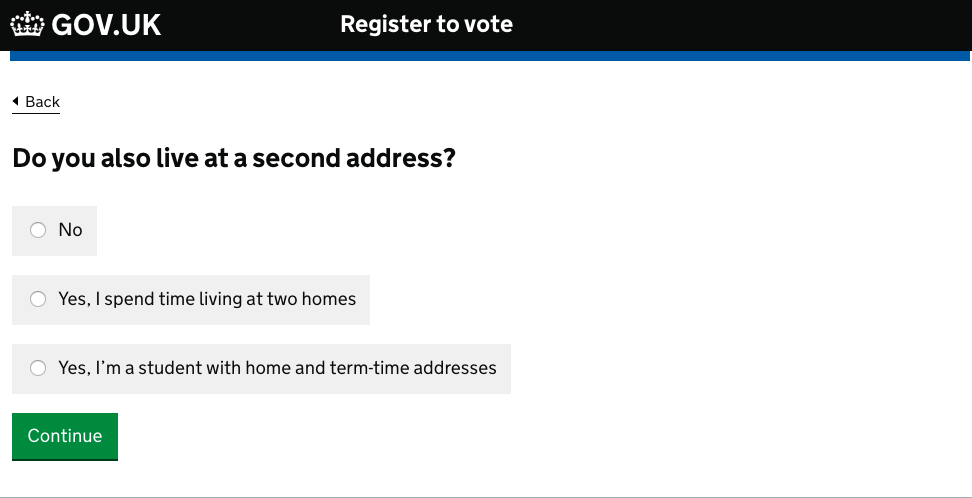 GOV.UK Register to vote
Back
Do you also live at a second address?
No
Yes, I spend time living at two homes
Yes, I’m a student with home and term-time addresses
Continue